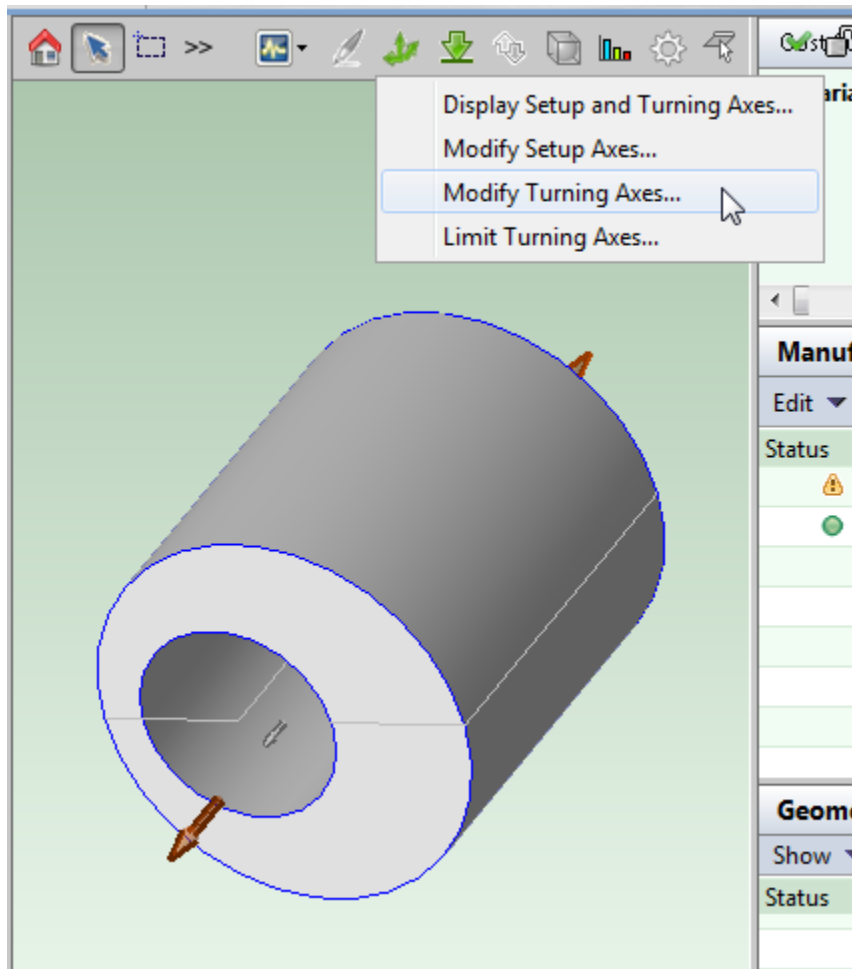 >>
Display Setup and Turning Axes...
Modify Setup Axes...
Modify Turning Axes...
Limit Turning Axes...
Manuf
Edit
Status
Geome
Show
Status